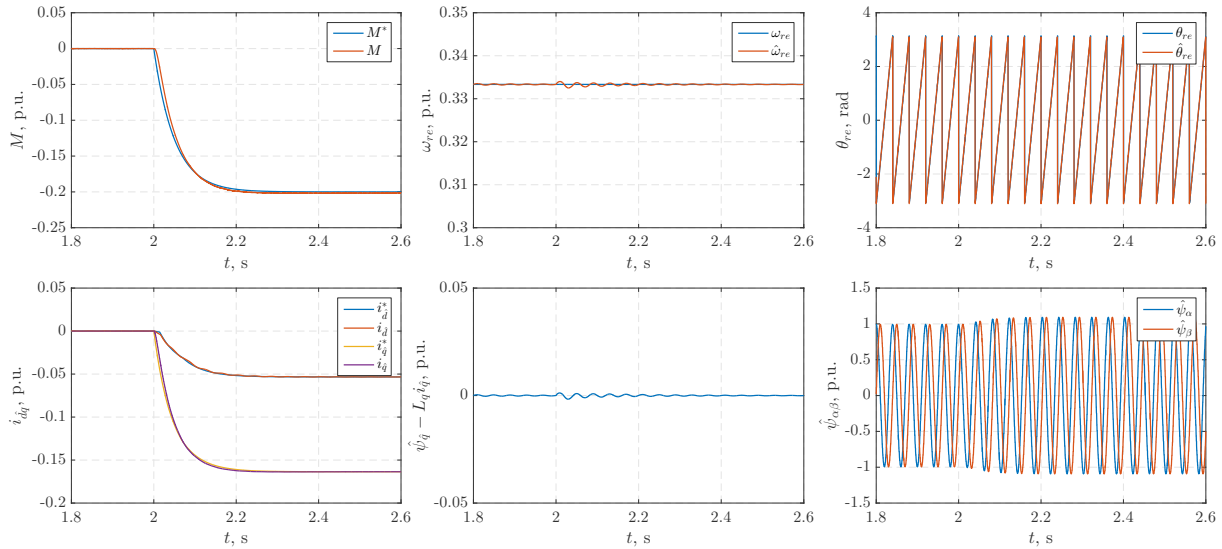 M, p.u.
0.05
0
-0.05
-0.1
-0.15
-0.2
-0.25
M*
M
1.8 2 2.2 2.4 2.6
t, s
ω_re, p.u.
0.35
0.34
0.33
0.32
0.31
0.3
ω_re
ω̂_re
1.8 2 2.2 2.4 2.6
t, s
θ_re, rad
4
2
0
-2
-4
θ_re
θ̂_re
1.8 2 2.2 2.4 2.6
t, s
i_d̂q̂, p.u.
0.05
0
-0.05
-0.1
-0.15
-0.2
i*_d̂
i_d̂
i*_q̂
i_q̂
1.8 2 2.2 2.4 2.6
t, s
ψ̂_q̂ − L_q i_q̂, p.u.
0.05
0
-0.05
1.8 2 2.2 2.4 2.6
t, s
ψ̂_αβ, p.u.
1.5
1
0.5
0
-0.5
-1
-1.5
ψ̂_α
ψ̂_β
1.8 2 2.2 2.4 2.6
t, s